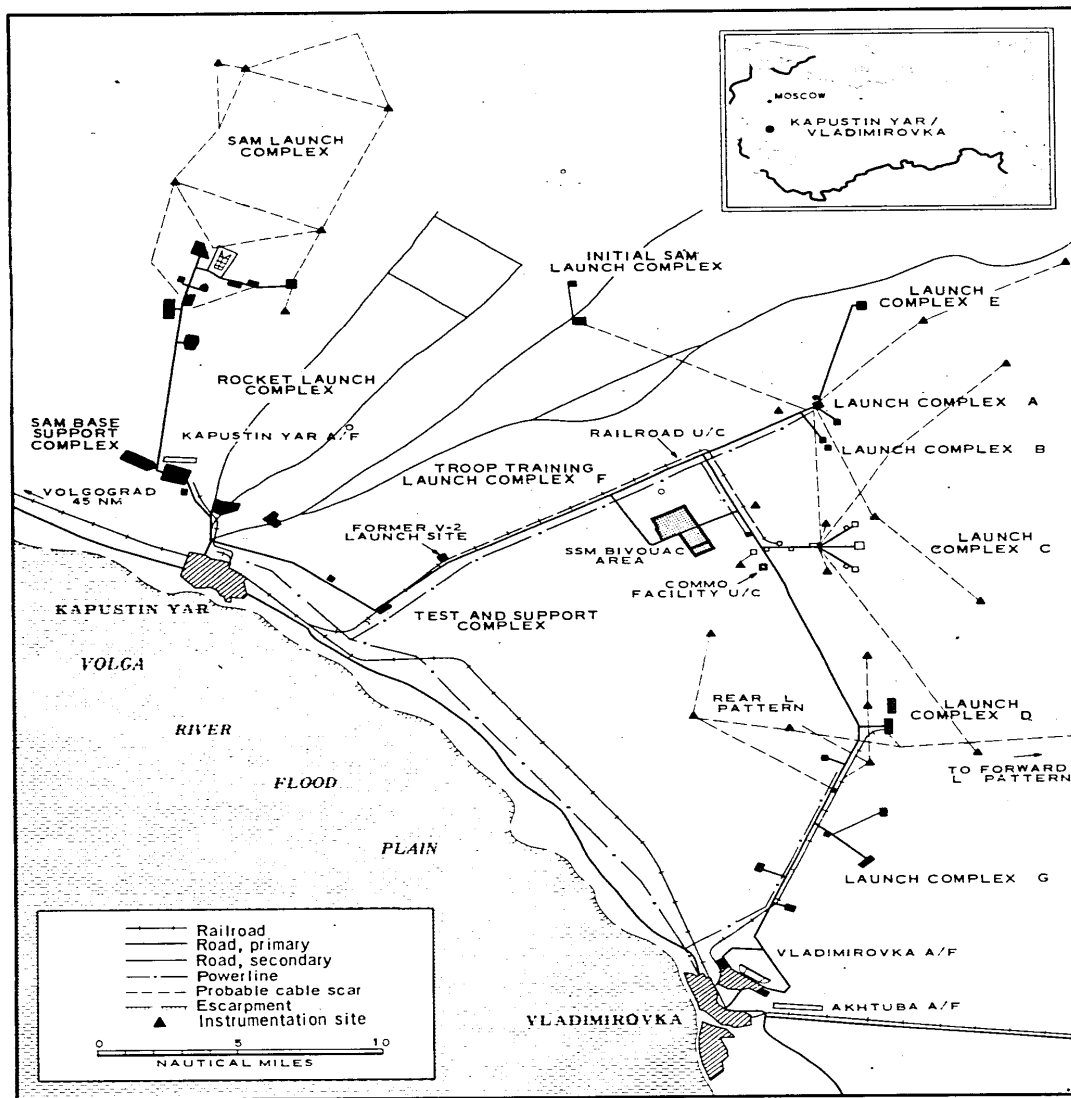 MOSCOW
KAPUSTIN YAR/
VLADIMIROVKA
SAM LAUNCH
COMPLEX
INITIAL SAM
LAUNCH COMPLEX
LAUNCH
COMPLEX E
ROCKET LAUNCH
COMPLEX
LAUNCH COMPLEX A
SAM BASE
SUPPORT
COMPLEX
KAPUSTIN YAR A/F
RAILROAD U/C
LAUNCH COMPLEX B
TROOP TRAINING
LAUNCH COMPLEX F
VOLGOGRAD
45 NM
FORMER V-2
LAUNCH SITE
SSM BIVOUAC
AREA
LAUNCH
COMPLEX C
COMMO
FACILITY U/C
KAPUSTIN YAR
TEST AND SUPPORT
COMPLEX
VOLGA
RIVER
FLOOD
PLAIN
REAR L
PATTERN
LAUNCH
COMPLEX D
TO FORWARD
L PATTERN
LAUNCH COMPLEX G
VLADIMIROVKA A/F
AKHTUBA A/F
VLADIMIROVKA
Railroad
Road, primary
Road, secondary
Powerline
Probable cable scar
Escarpment
Instrumentation site
0 5 10
NAUTICAL MILES